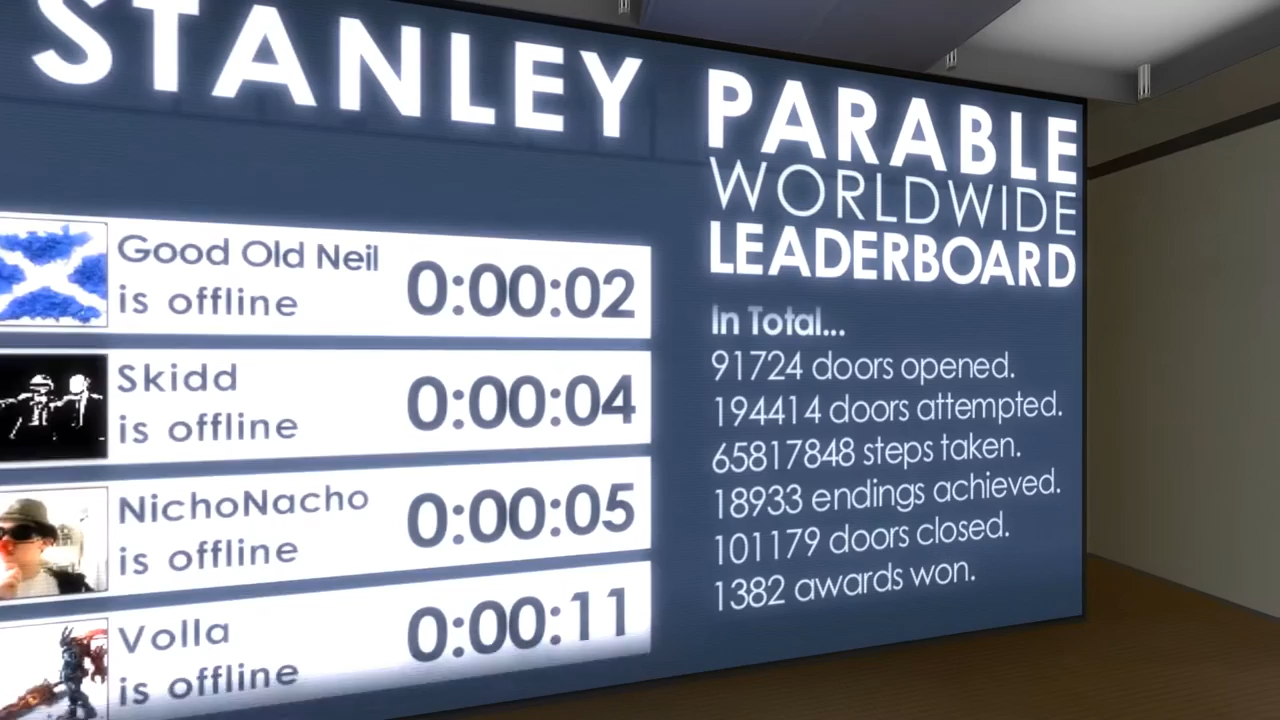 STANLEY PARABLE
WORLDWIDE
LEADERBOARD
Good Old Neil
is offline
0:00:02
Skidd
is offline
0:00:04
NichoNacho
is offline
0:00:05
Volla
is offline
0:00:11
In Total...
91724 doors opened.
194414 doors attempted.
65817848 steps taken.
18933 endings achieved.
101179 doors closed.
1382 awards won.